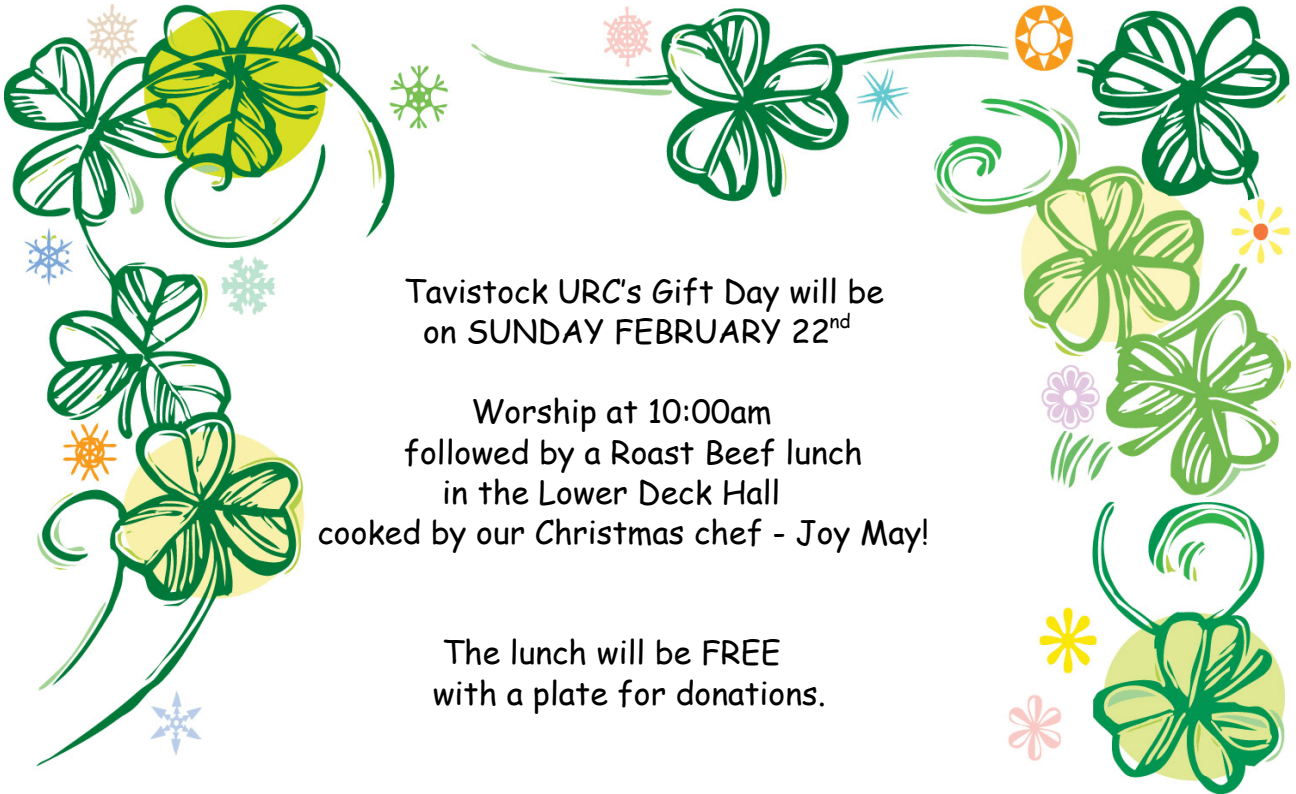 Tavistock URC's Gift Day will be
on SUNDAY FEBRUARY 22nd
Worship at 10:00am
followed by a Roast Beef lunch
in the Lower Deck Hall
cooked by our Christmas chef - Joy May!
The lunch will be FREE
with a plate for donations.